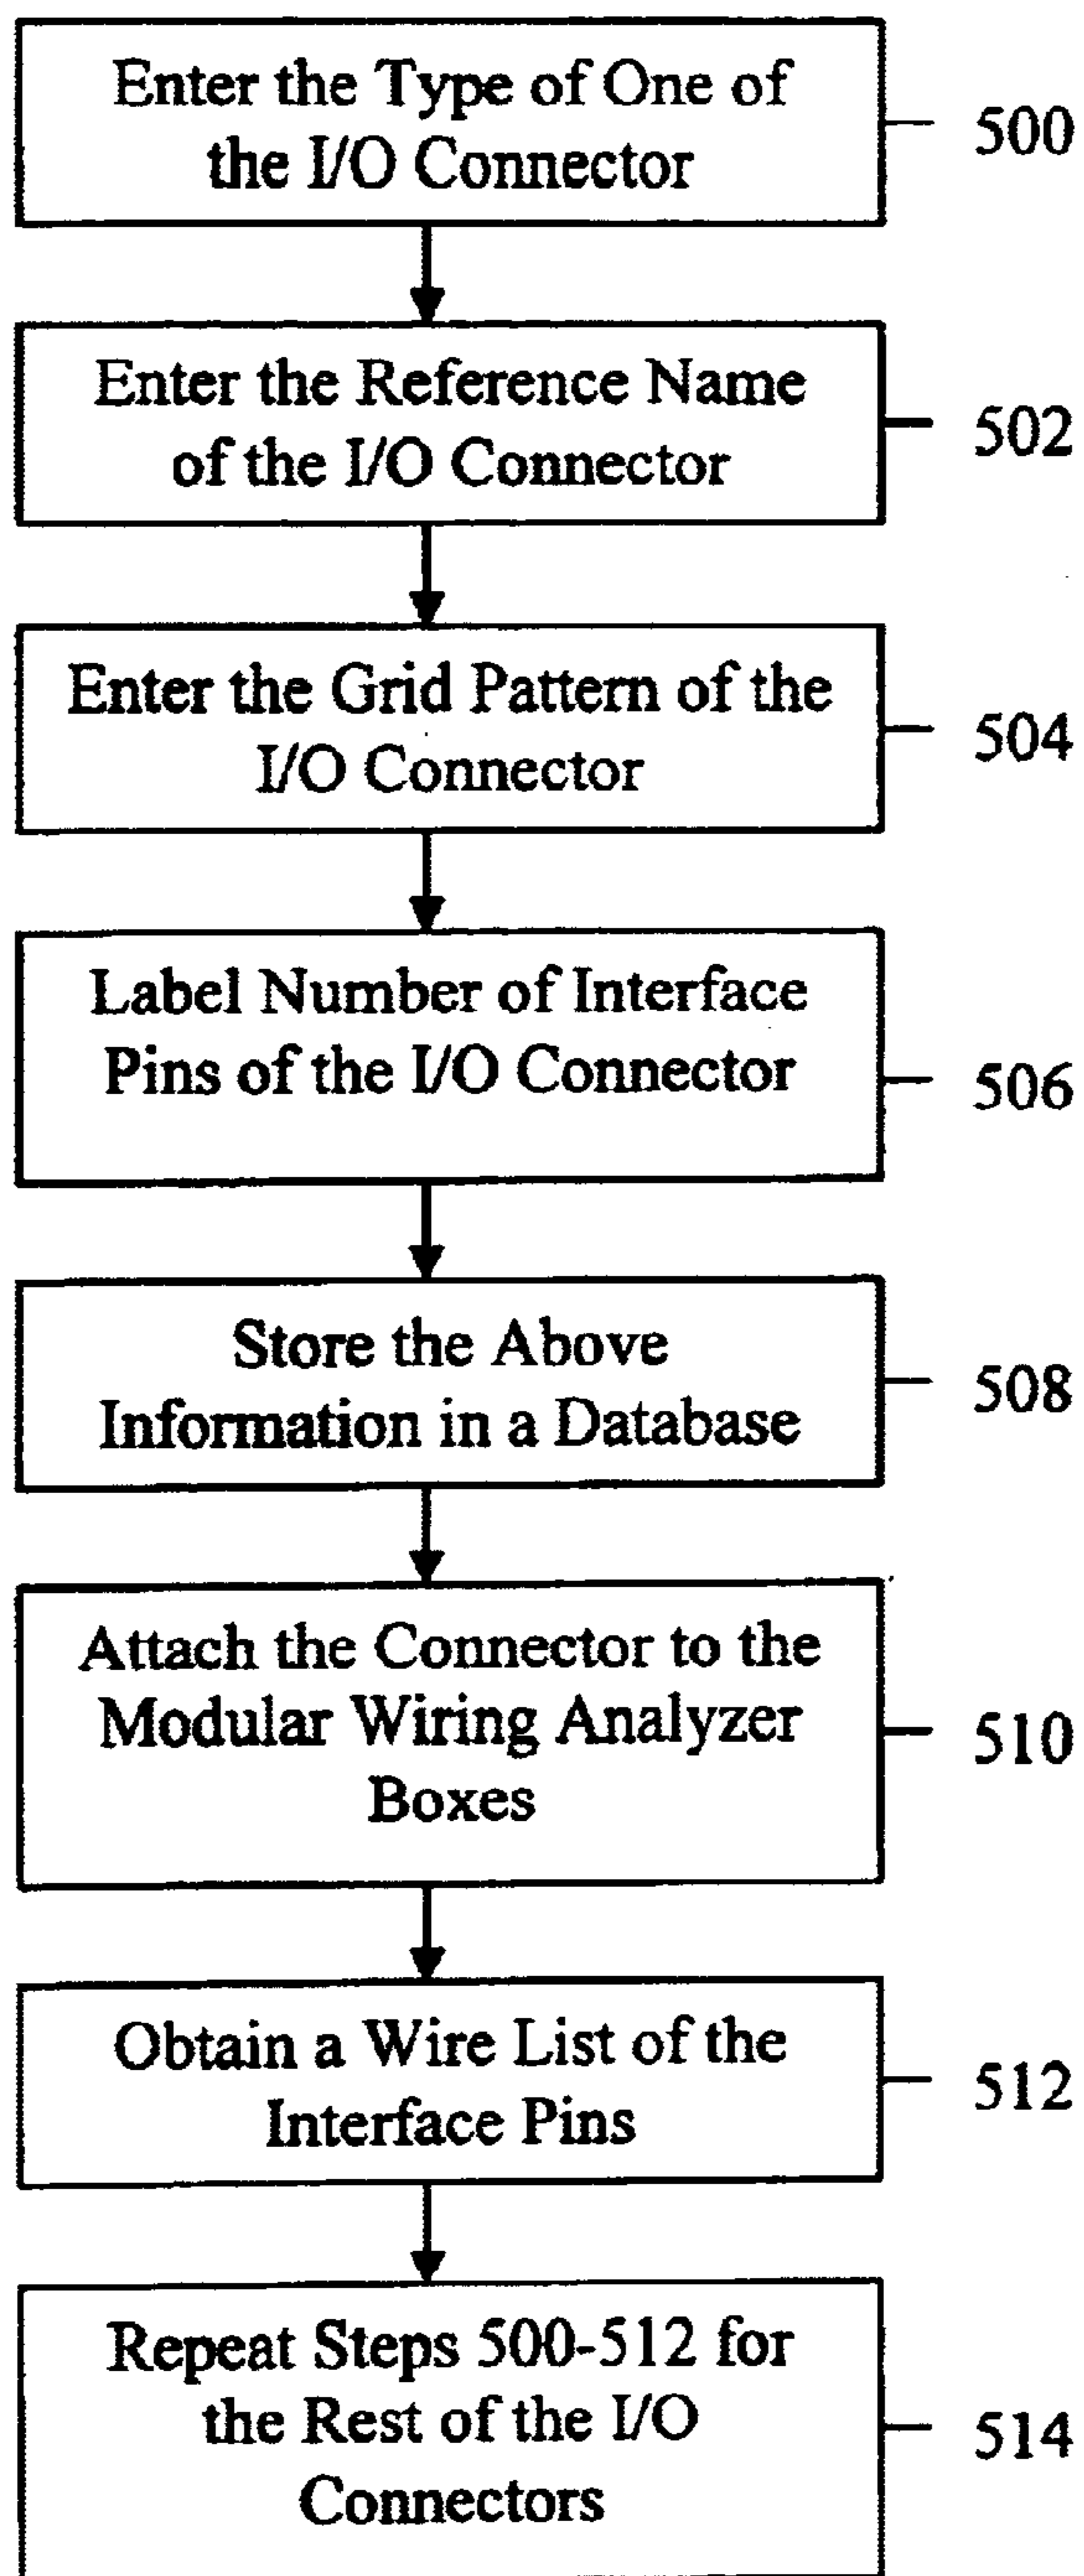 Enter the Type of One of
the I/O Connector
500
Enter the Reference Name
of the I/O Connector
502
Enter the Grid Pattern of the
I/O Connector
504
Label Number of Interface
Pins of the I/O Connector
506
Store the Above
Information in a Database
508
Attach the Connector to the
Modular Wiring Analyzer
Boxes
510
Obtain a Wire List of the
Interface Pins
512
Repeat Steps 500-512 for
the Rest of the I/O
Connectors
514